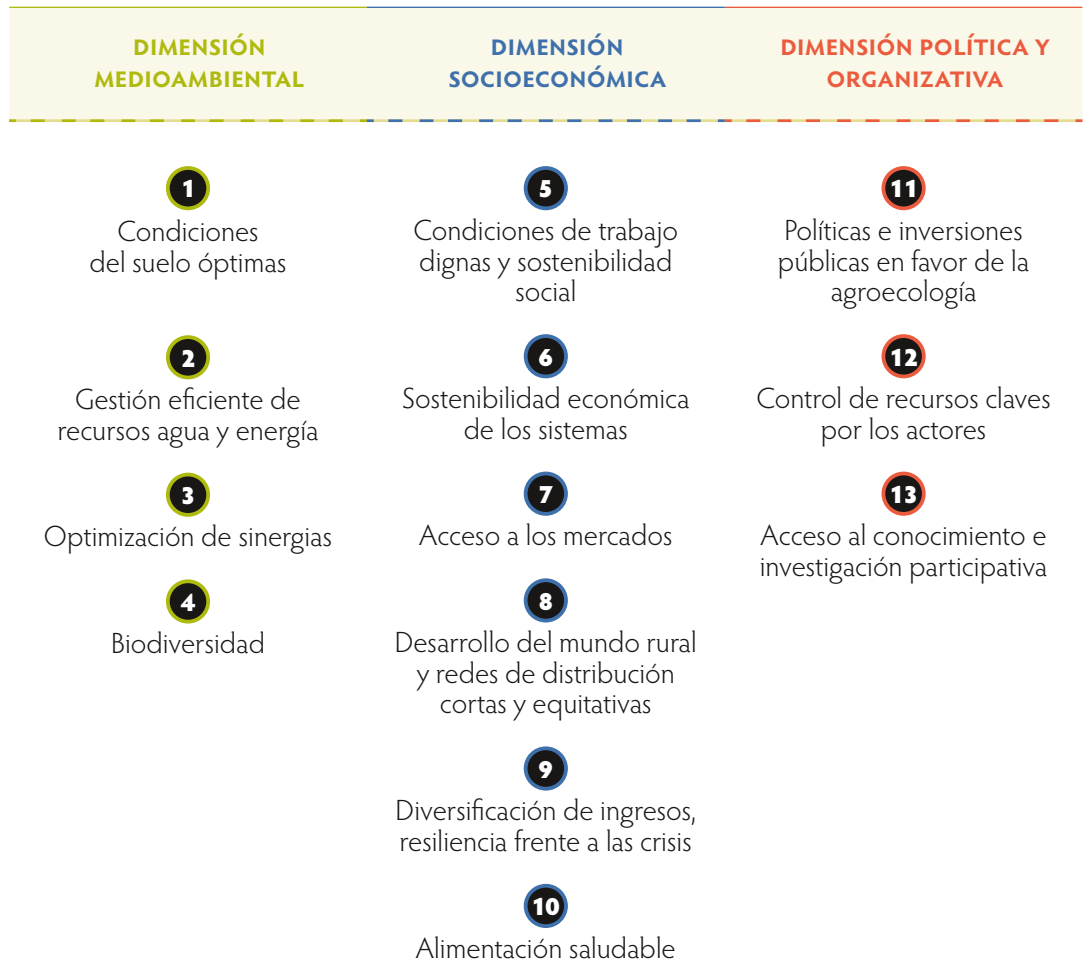 DIMENSIÓN
MEDIOAMBIENTAL
1
Condiciones
del suelo óptimas
2
Gestión eficiente de
recursos agua y energía
3
Optimización de sinergias
4
Biodiversidad
DIMENSIÓN
SOCIOECONÓMICA
5
Condiciones de trabajo
dignas y sostenibilidad
social
6
Sostenibilidad económica
de los sistemas
7
Acceso a los mercados
8
Desarrollo del mundo rural
y redes de distribución
cortas y equitativas
9
Diversificación de ingresos,
resiliencia frente a las crisis
10
Alimentación saludable
DIMENSIÓN POLÍTICA Y
ORGANIZATIVA
11
Políticas e inversiones
públicas en favor de la
agroecología
12
Control de recursos claves
por los actores
13
Acceso al conocimiento e
investigación participativa